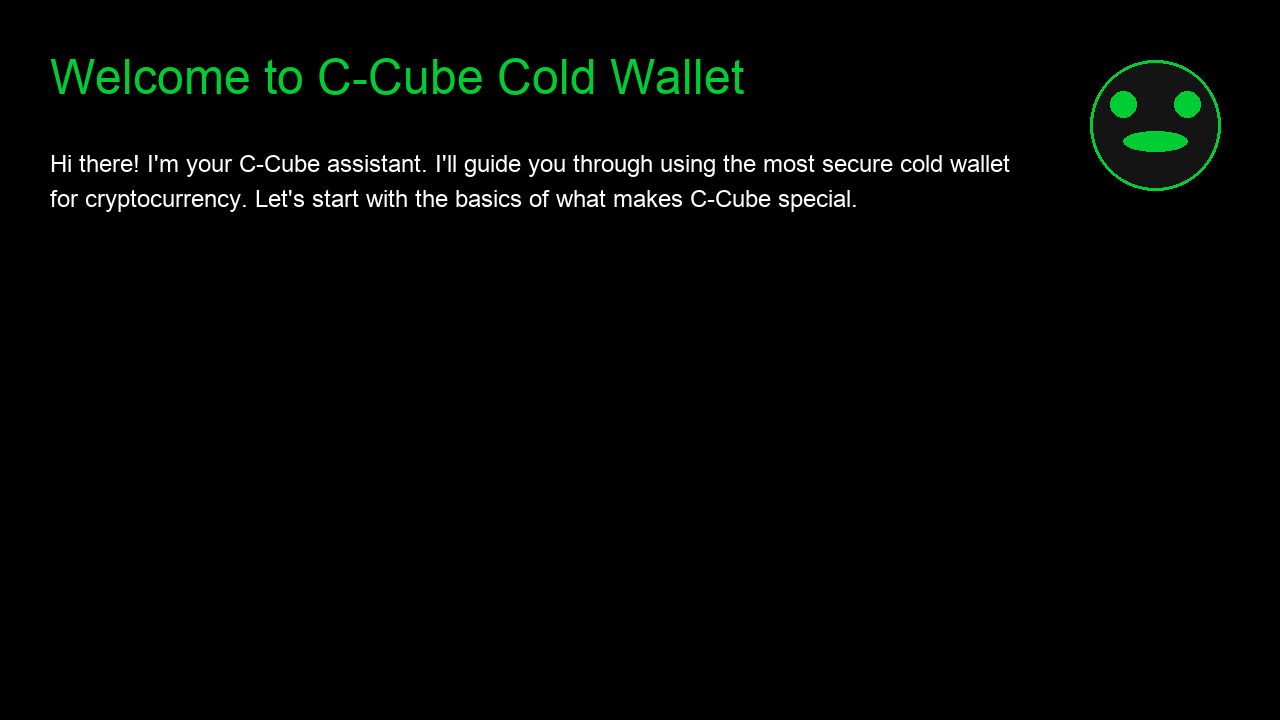 Welcome to C-Cube Cold Wallet
Hi there! I'm your C-Cube assistant. I'll guide you through using the most secure cold wallet
for cryptocurrency. Let's start with the basics of what makes C-Cube special.